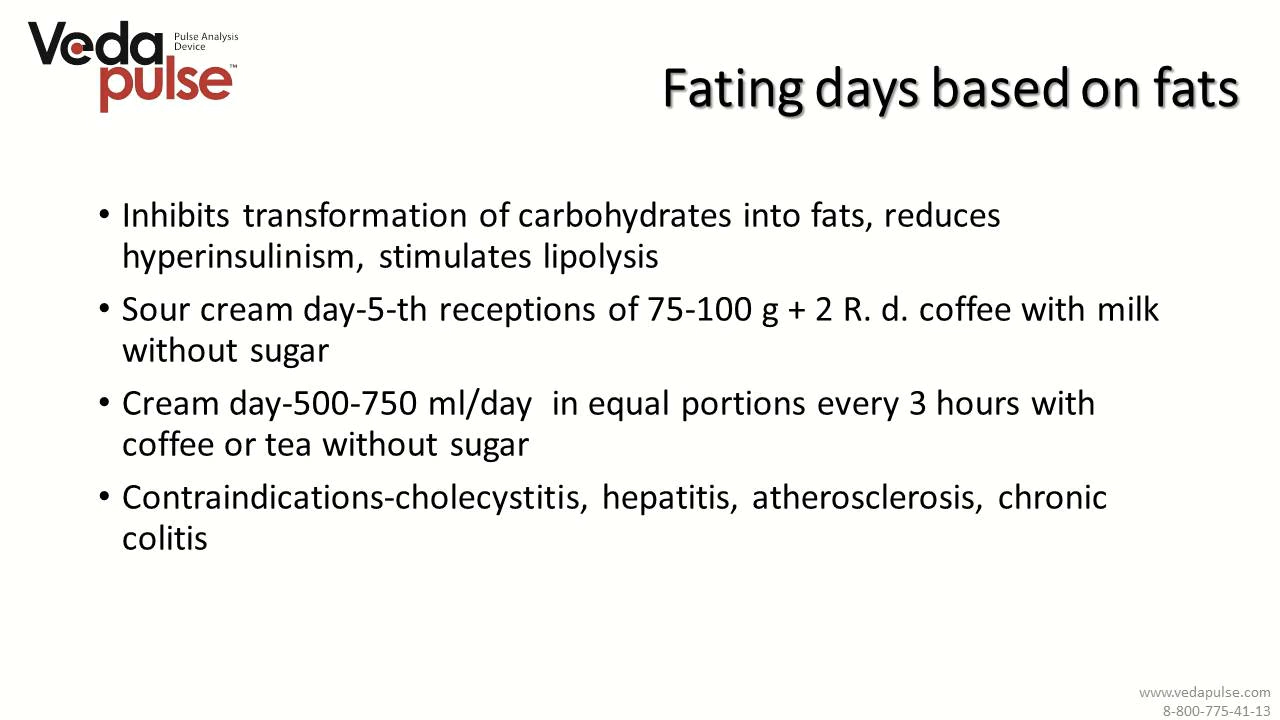 Veda
pulse™
Pulse Analysis
Device
Fating days based on fats
• Inhibits transformation of carbohydrates into fats, reduces
hyperinsulinism, stimulates lipolysis
• Sour cream day-5-th receptions of 75-100 g + 2 R. d. coffee with milk
without sugar
• Cream day-500-750 ml/day  in equal portions every 3 hours with
coffee or tea without sugar
• Contraindications-cholecystitis, hepatitis, atherosclerosis, chronic
colitis
www.vedapulse.com
8-800-775-41-13